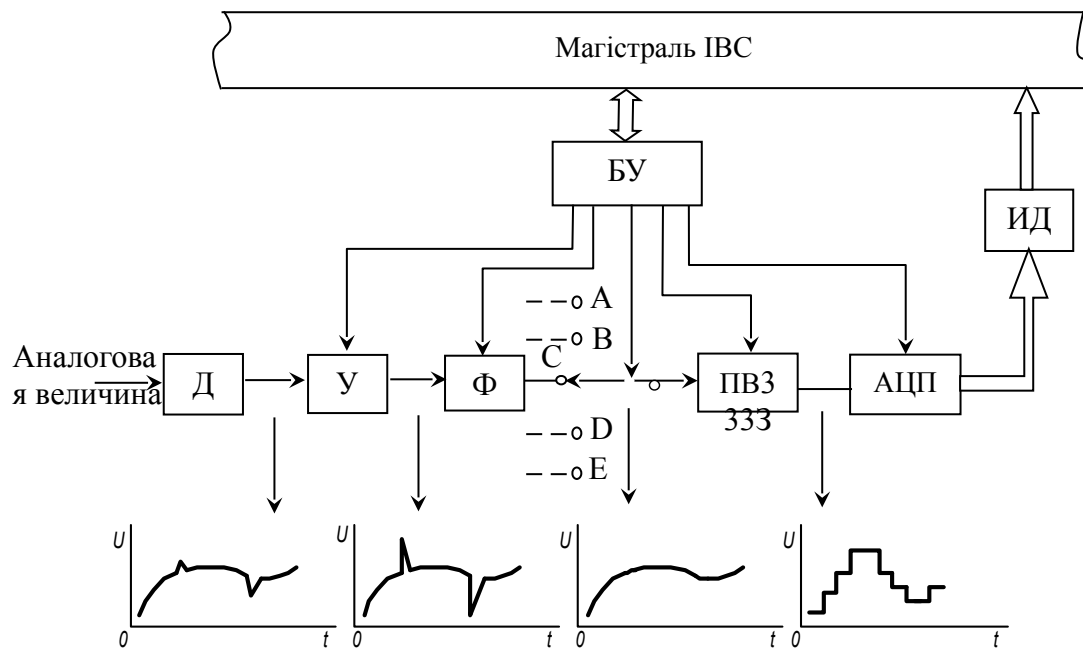 Магістраль ІВС
БУ
ИД
A
B
C
Аналогова
я величина
Д
У
Ф
ПВЗ
ЗЗЗ
АЦП
D
E
U
U
U
U
0
t
0
t
0
t
0
t